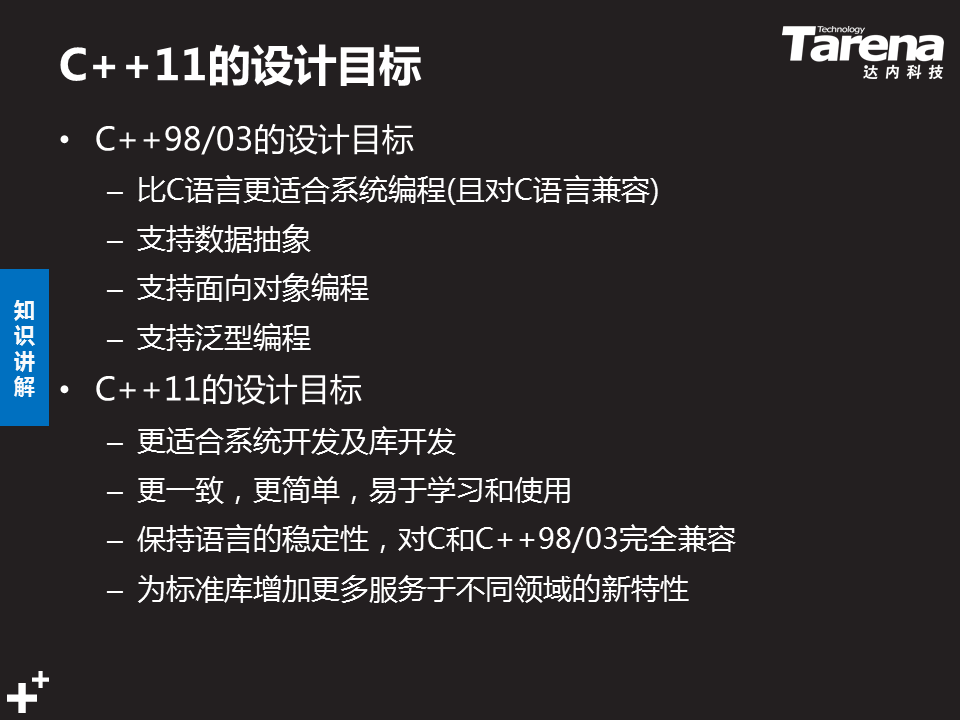 C++11的设计目标
Technology
Tarena
达内科技
• C++98/03的设计目标
– 比C语言更适合系统编程(且对C语言兼容)
– 支持数据抽象
– 支持面向对象编程
– 支持泛型编程
知识讲解
• C++11的设计目标
– 更适合系统开发及库开发
– 更一致，更简单，易于学习和使用
– 保持语言的稳定性，对C和C++98/03完全兼容
– 为标准库增加更多服务于不同领域的新特性
++